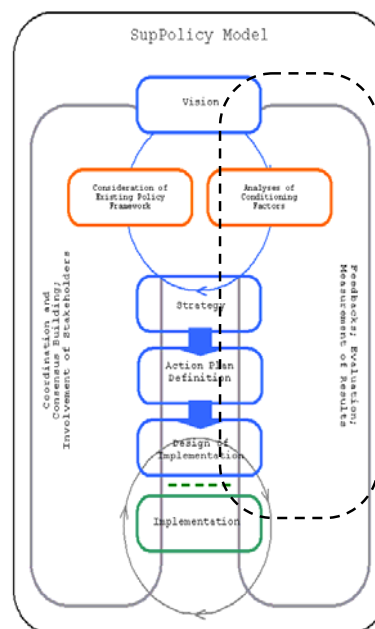 SupPolicy Model
Vision
Consideration of
Existing Policy
Framework
Analyses of
Conditioning
Factors
Coordination and
Consensus Building;
Involvement of Stakeholders
Feedbacks; Evaluation;
Measurement of Results
Strategy
Action Plan
Definition
Design of
Implementation
Implementation